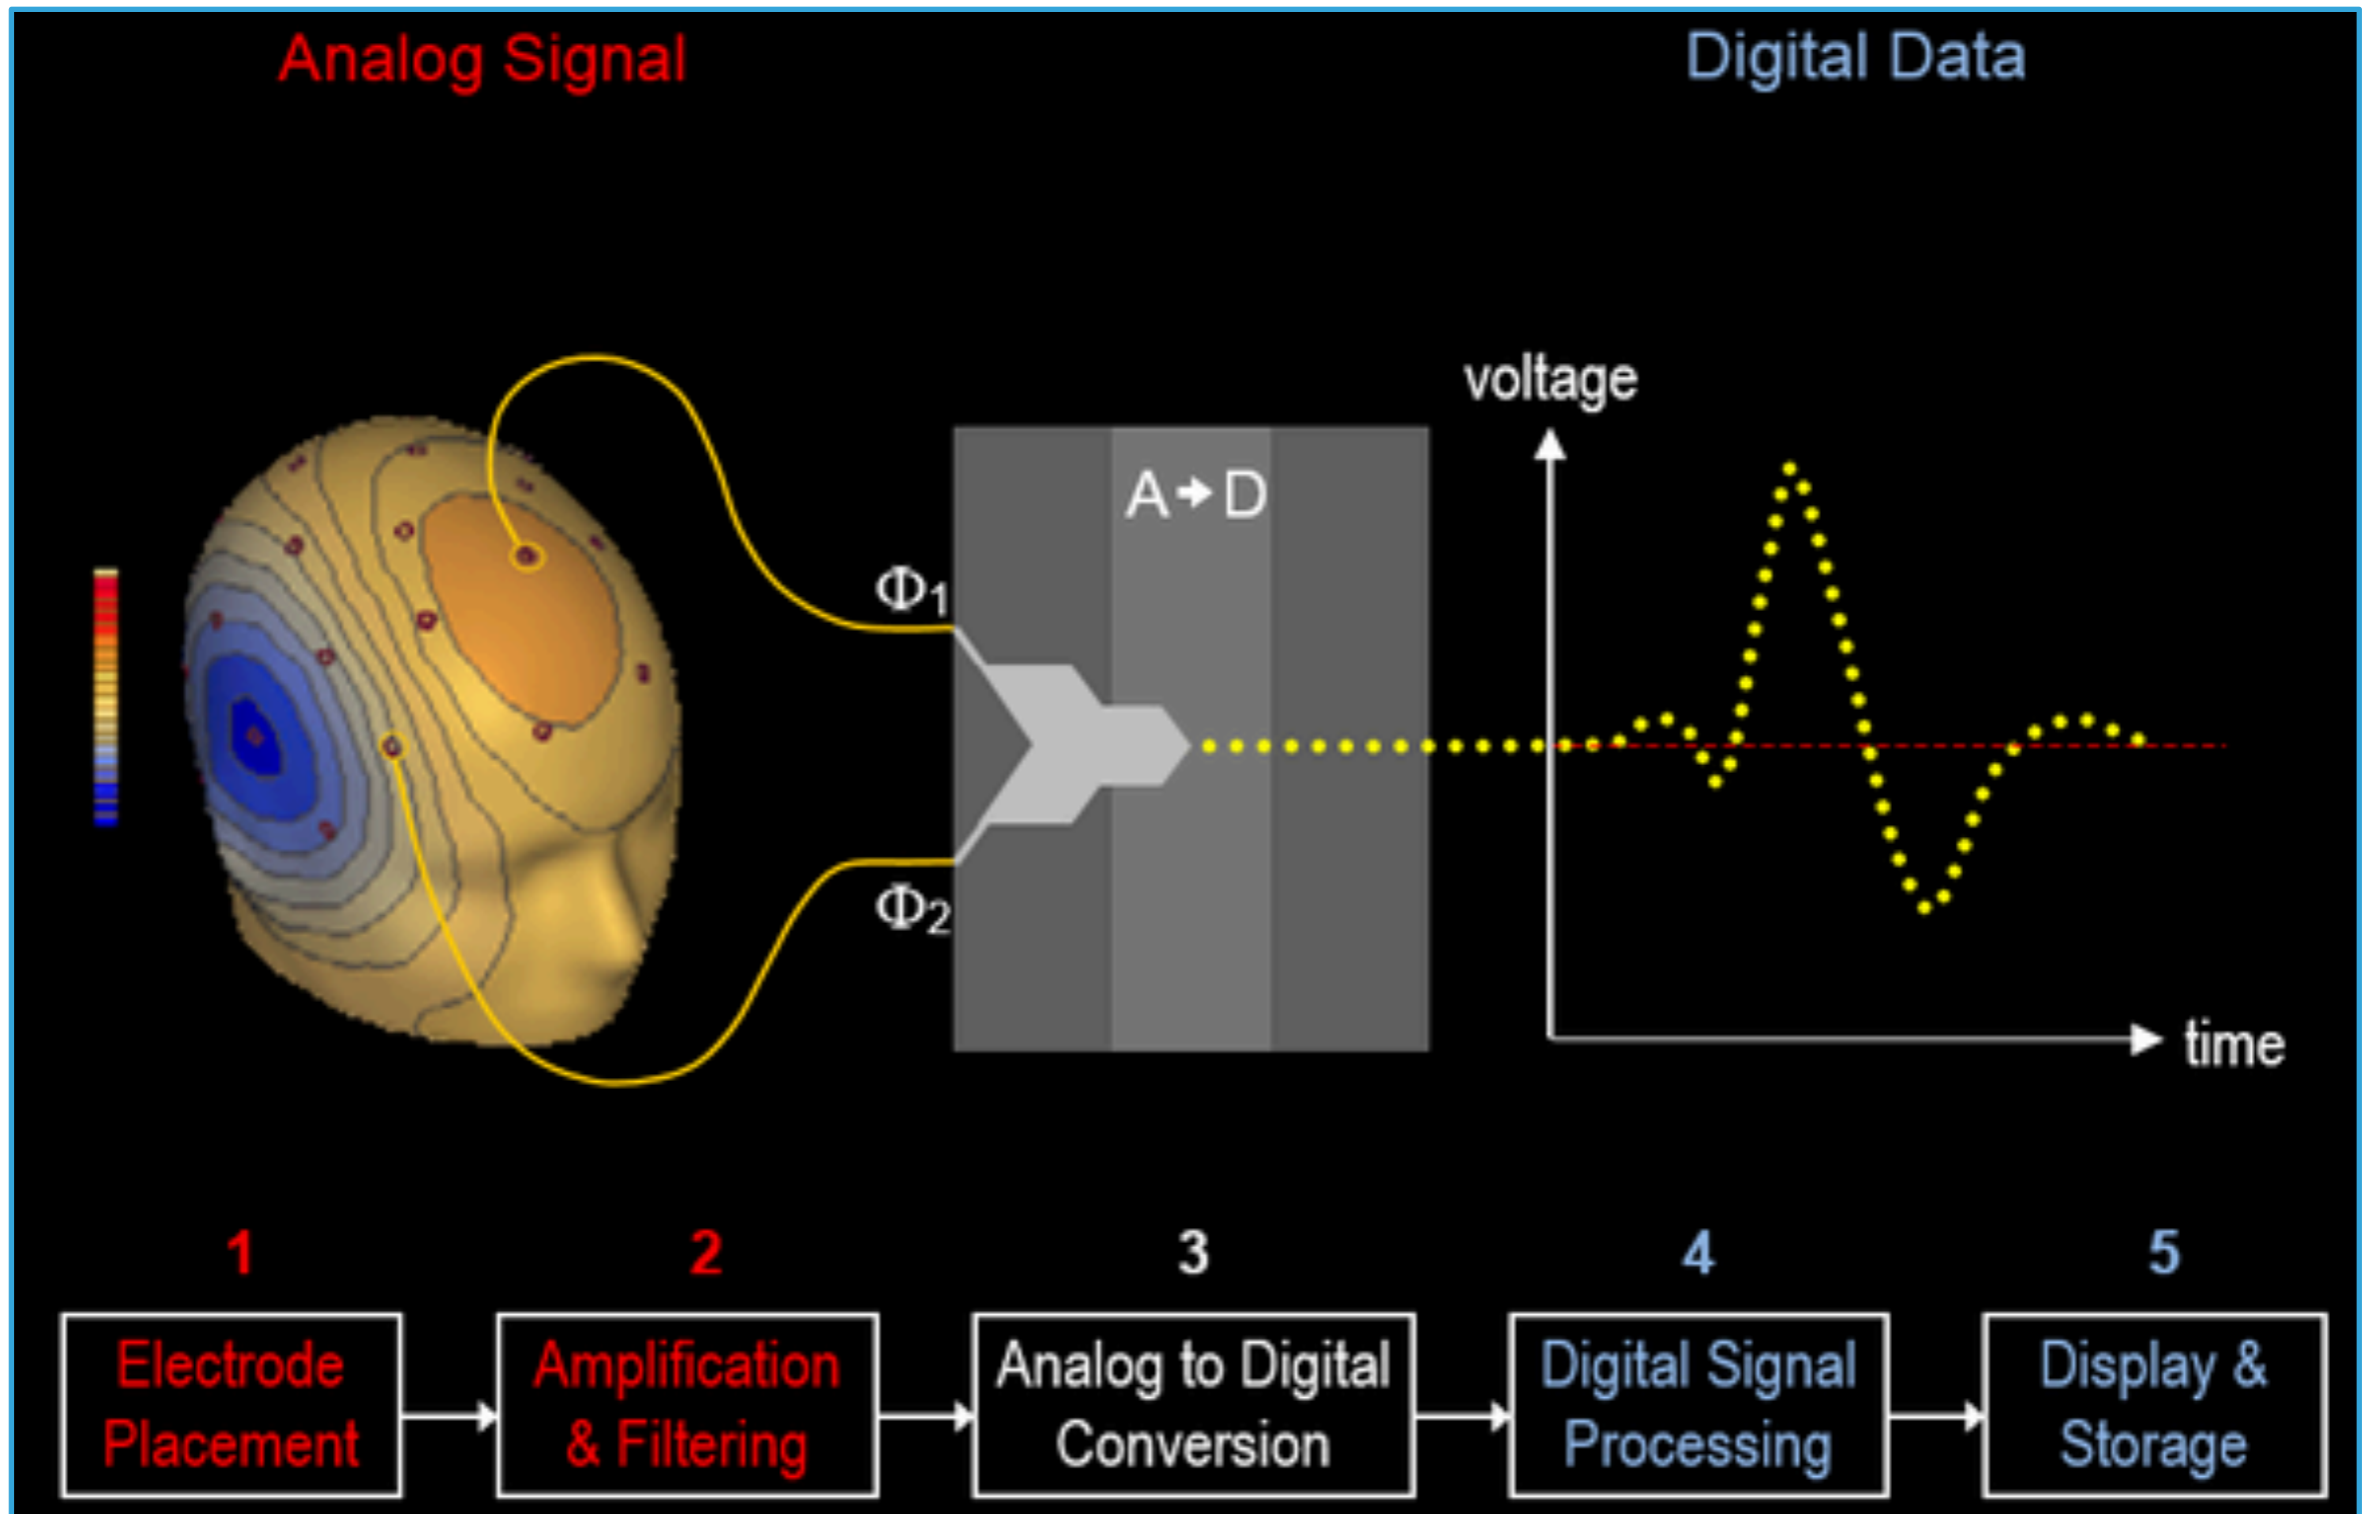 Analog Signal
Digital Data
voltage
A→D
Φ1
Φ2
time
1
2
3
4
5
Electrode
Placement
Amplification
& Filtering
Analog to Digital
Conversion
Digital Signal
Processing
Display &
Storage